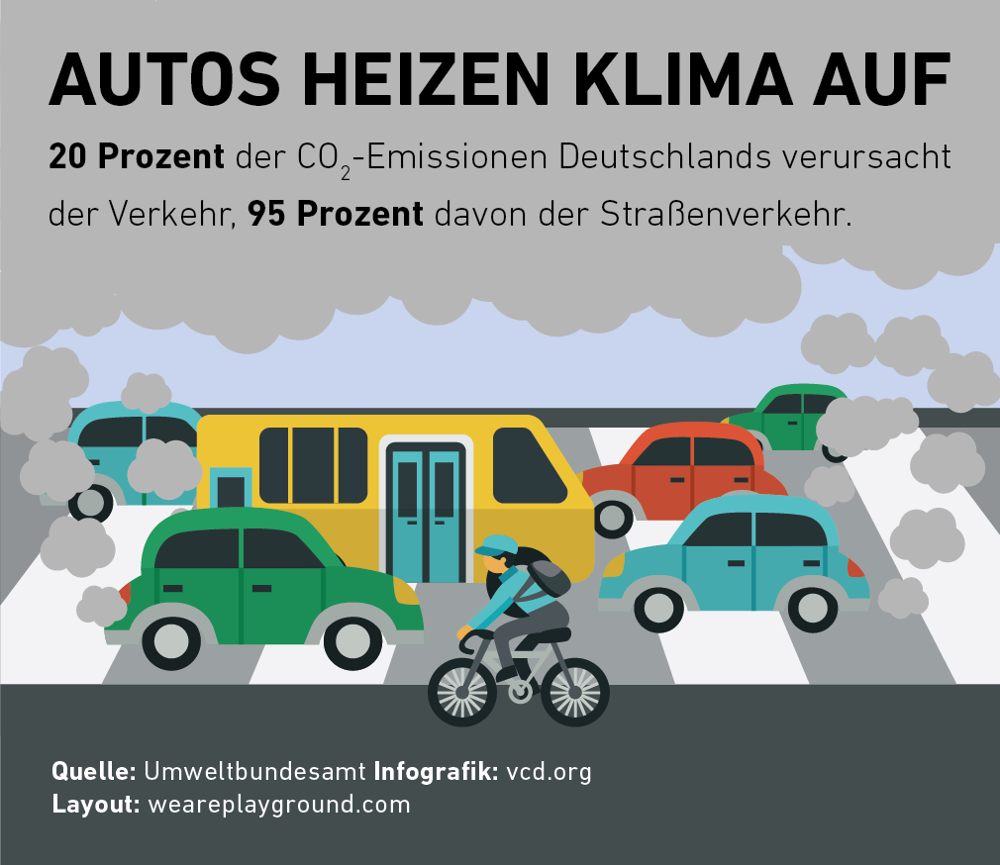 AUTOS HEIZEN KLIMA AUF
20 Prozent der CO₂-Emissionen Deutschlands verursacht
der Verkehr, 95 Prozent davon der Straßenverkehr.
Quelle: Umweltbundesamt Infografik: vcd.org
Layout: weareplayground.com